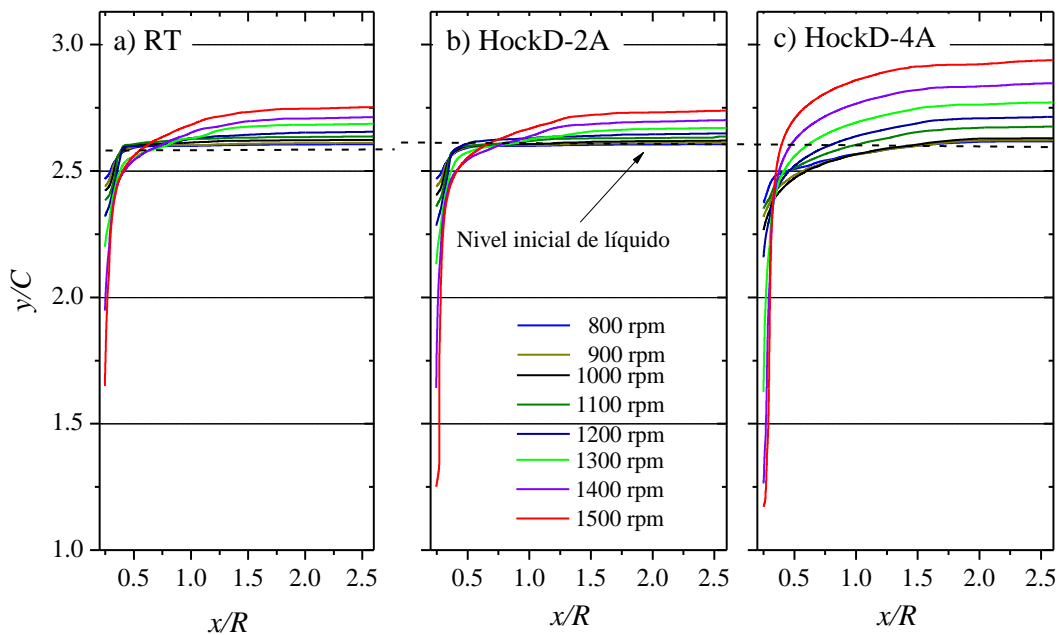 a) RT
b) HockD-2A
c) HockD-4A
3.0
2.5
2.0
1.5
1.0
y/C
Nivel inicial de líquido
800 rpm
900 rpm
1000 rpm
1100 rpm
1200 rpm
1300 rpm
1400 rpm
1500 rpm
0.5 1.0 1.5 2.0 2.5
0.5 1.0 1.5 2.0 2.5
0.5 1.0 1.5 2.0 2.5
x/R
x/R
x/R